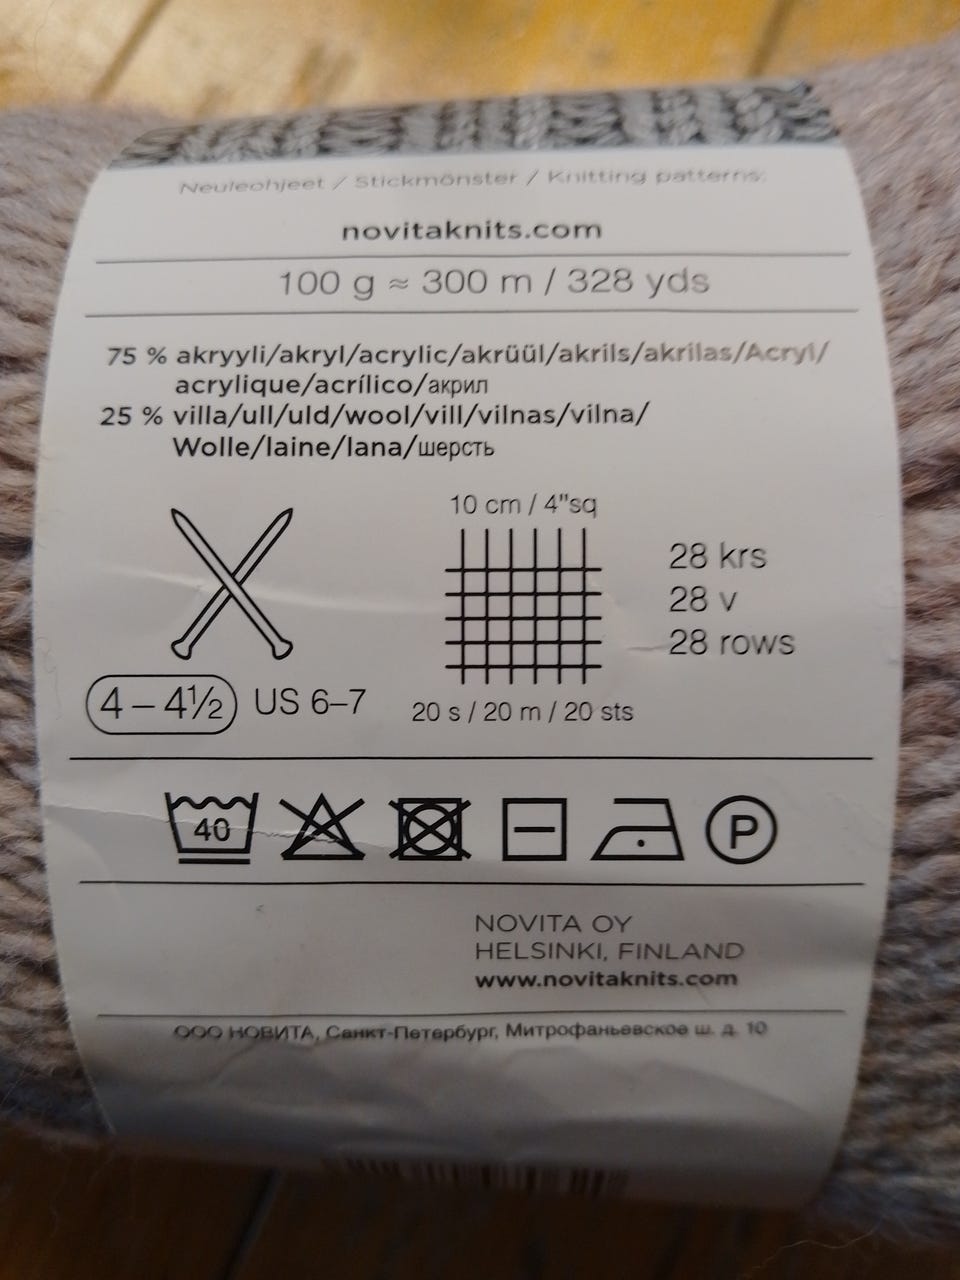 Neuleohjeet / Stickmönster / Knitting patterns:
novitaknits.com
100 g ≈ 300 m / 328 yds
75 % akryyli/akryl/acrylic/akrüül/akrils/akrilas/Acryl/
acrylique/acrílico/акрил
25 % villa/ull/uld/wool/vill/vilnas/vilna/
Wolle/laine/lana/шерсть
10 cm / 4"sq
28 krs
28 v
28 rows
4 – 4½ US 6–7
20 s / 20 m / 20 sts
40
P
NOVITA OY
HELSINKI, FINLAND
www.novitaknits.com
ООО НОВИТА, Санкт-Петербург, Митрофаньевское ш. д. 10